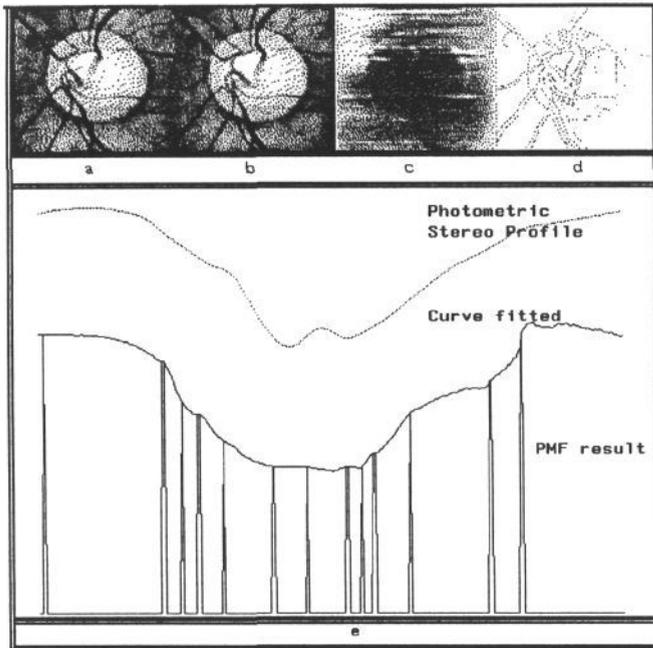 a b c d
Photometric
Stereo Profile
Curve fitted
PMF result
e